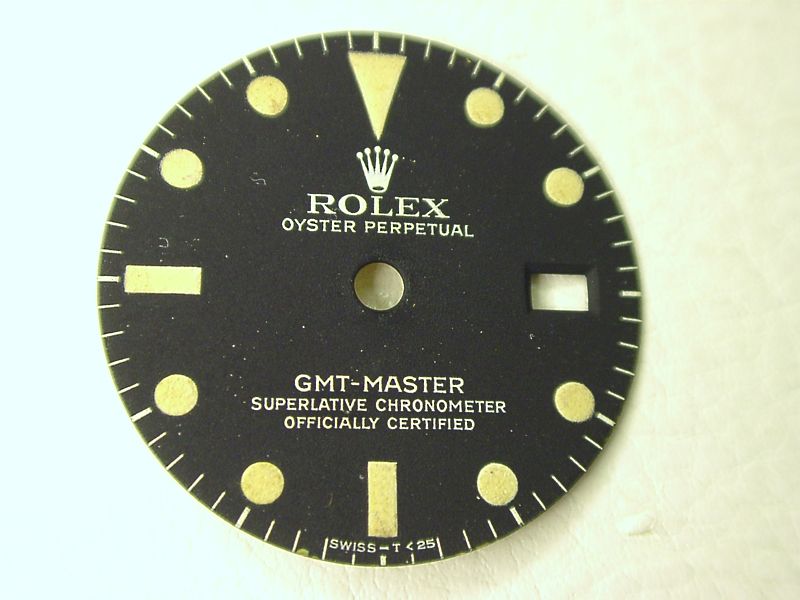 ROLEX
OYSTER PERPETUAL
GMT-MASTER
SUPERLATIVE CHRONOMETER
OFFICIALLY CERTIFIED
SWISS - T < 25